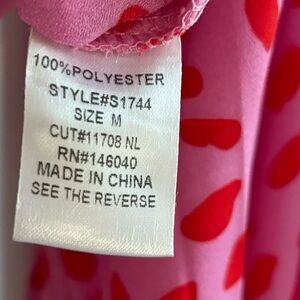 100%POLYESTER
STYLE#S1744
SIZE M
CUT#11708 NL
RN#146040
MADE IN CHINA
SEE THE REVERSE